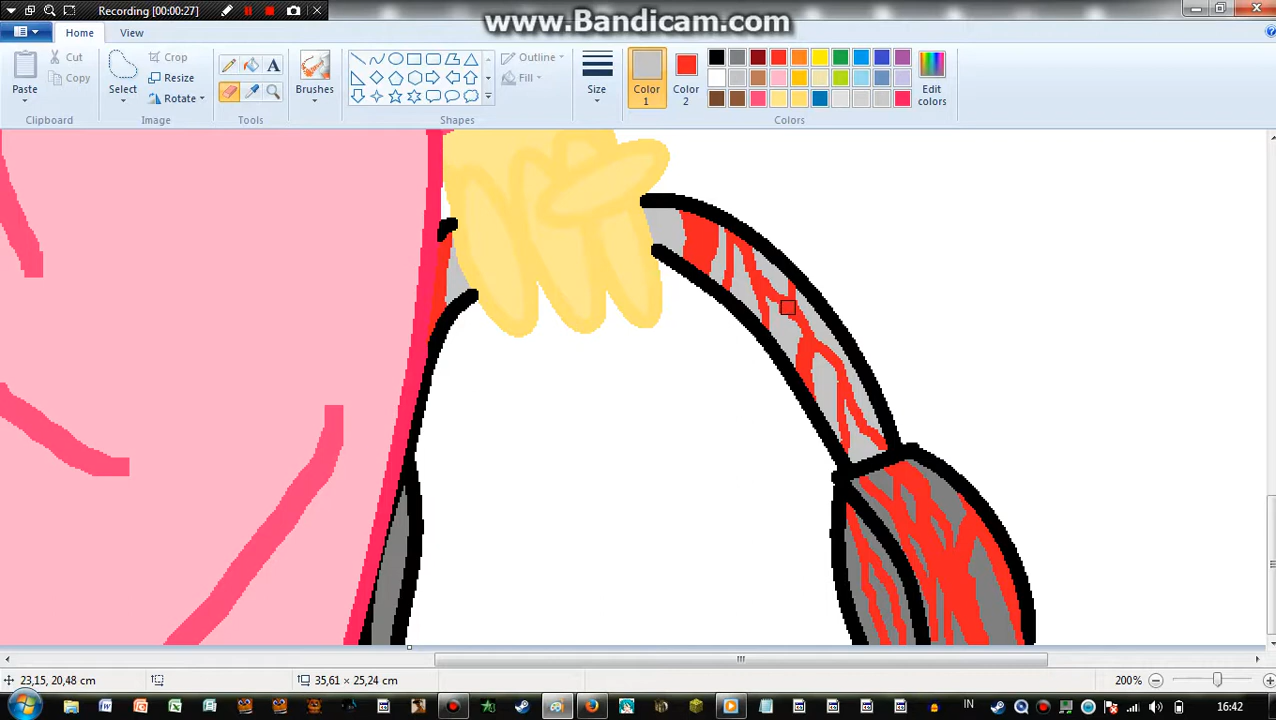 Recording [00:00:27]
www.Bandicam.com
Home
View
Paste
Cut
Copy
Select
Crop
Resize
Rotate
A
Brushes
Outline
Fill
Size
Color
1
Color
2
Edit
colors
Clipboard
Image
Tools
Shapes
Colors
23,15, 20,48 cm
35,61 × 25,24 cm
200%
IN
16:42